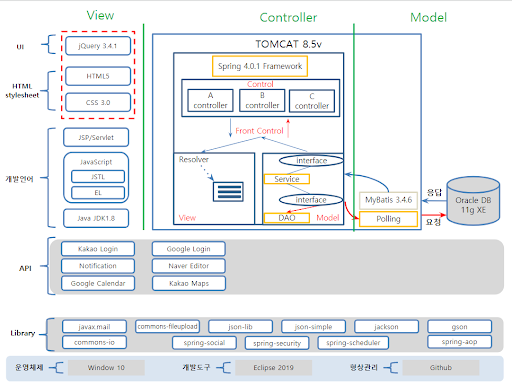 View
Controller
Model
UI
jQuery 3.4.1
HTML
stylesheet
HTML5
CSS 3.0
TOMCAT 8.5v
Spring 4.0.1 Framework
Control
A
controller
B
controller
C
controller
Front Control
개발언어
JSP/Servlet
JavaScript
JSTL
EL
Java JDK1.8
Resolver
View
interface
Service
interface
DAO
Model
MyBatis 3.4.6
Polling
응답
요청
Oracle DB
11g XE
API
Kakao Login
Google Login
Notification
Naver Editor
Google Calendar
Kakao Maps
Library
javax.mail
commons-fileupload
json-lib
json-simple
jackson
gson
commons-io
spring-social
spring-security
spring-scheduler
spring-aop
운영체제
Window 10
개발도구
Eclipse 2019
형상관리
Github